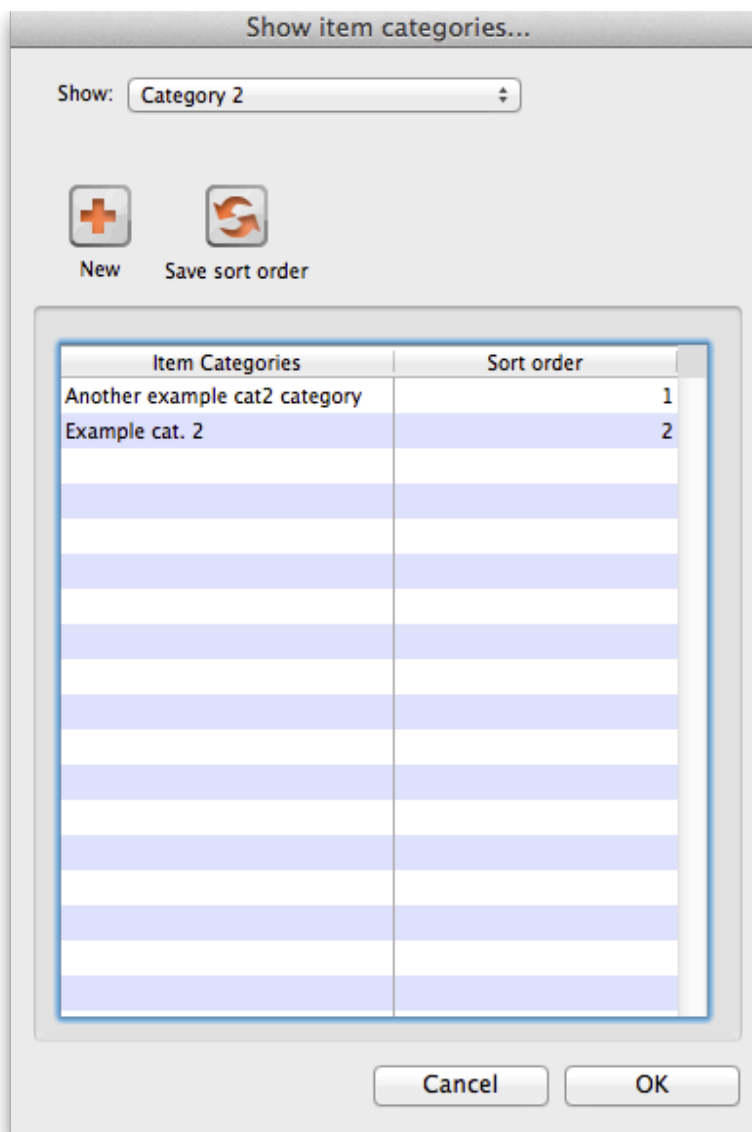 Show item categories...
Show: Category 2
New Save sort order
Item Categories Sort order
Another example cat2 category 1
Example cat. 2 2
Cancel OK